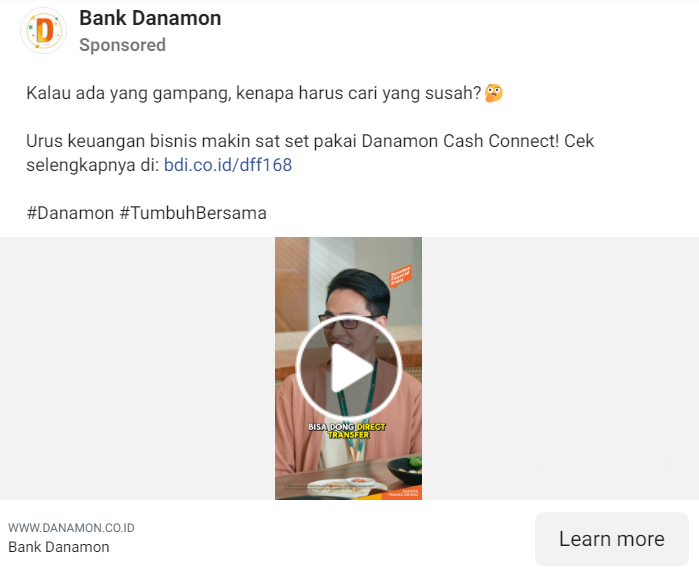 Bank Danamon
Sponsored
Kalau ada yang gampang, kenapa harus cari yang susah?🤔
Urus keuangan bisnis makin sat set pakai Danamon Cash Connect! Cek
selengkapnya di: bdi.co.id/dff168
#Danamon #TumbuhBersama
BISA DONG DIRECT
TRANSFER
WWW.DANAMON.CO.ID
Bank Danamon
Learn more